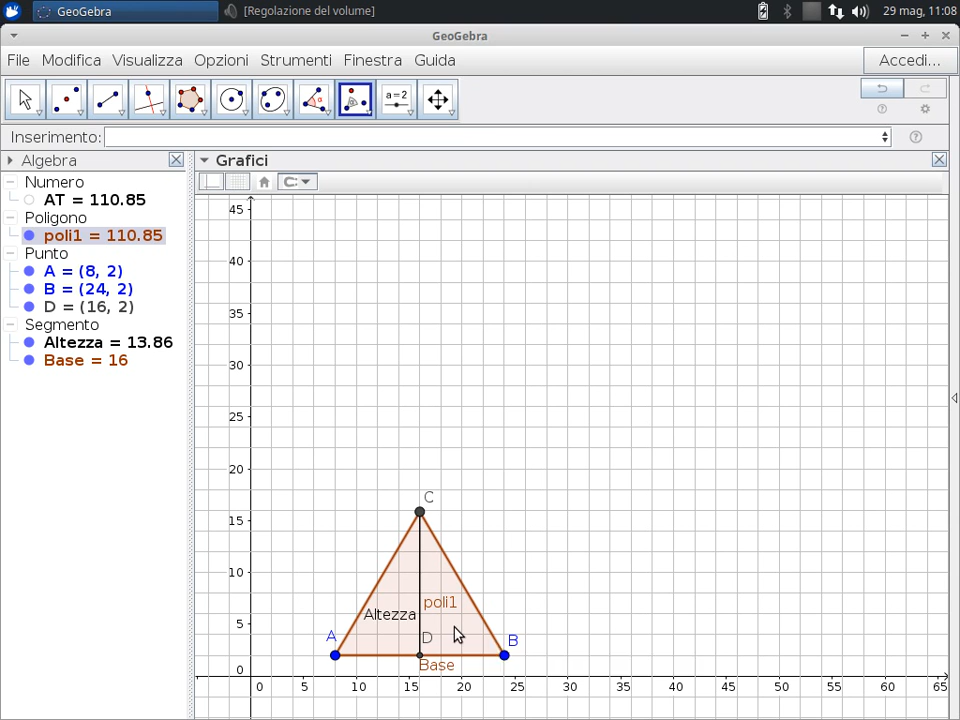 GeoGebra
[Regolazione del volume]
29 mag, 11:08
GeoGebra
File Modifica Visualizza Opzioni Strumenti Finestra Guida Accedi...
α
a=2
Inserimento:
Algebra
Grafici
Numero
AT = 110.85
Poligono
poli1 = 110.85
Punto
A = (8, 2)
B = (24, 2)
D = (16, 2)
Segmento
Altezza = 13.86
Base = 16
45
40
35
30
25
20
15
10
5
0
C
Altezza
poli1
A
D
B
Base
0 5 10 15 20 25 30 35 40 45 50 55 60 65